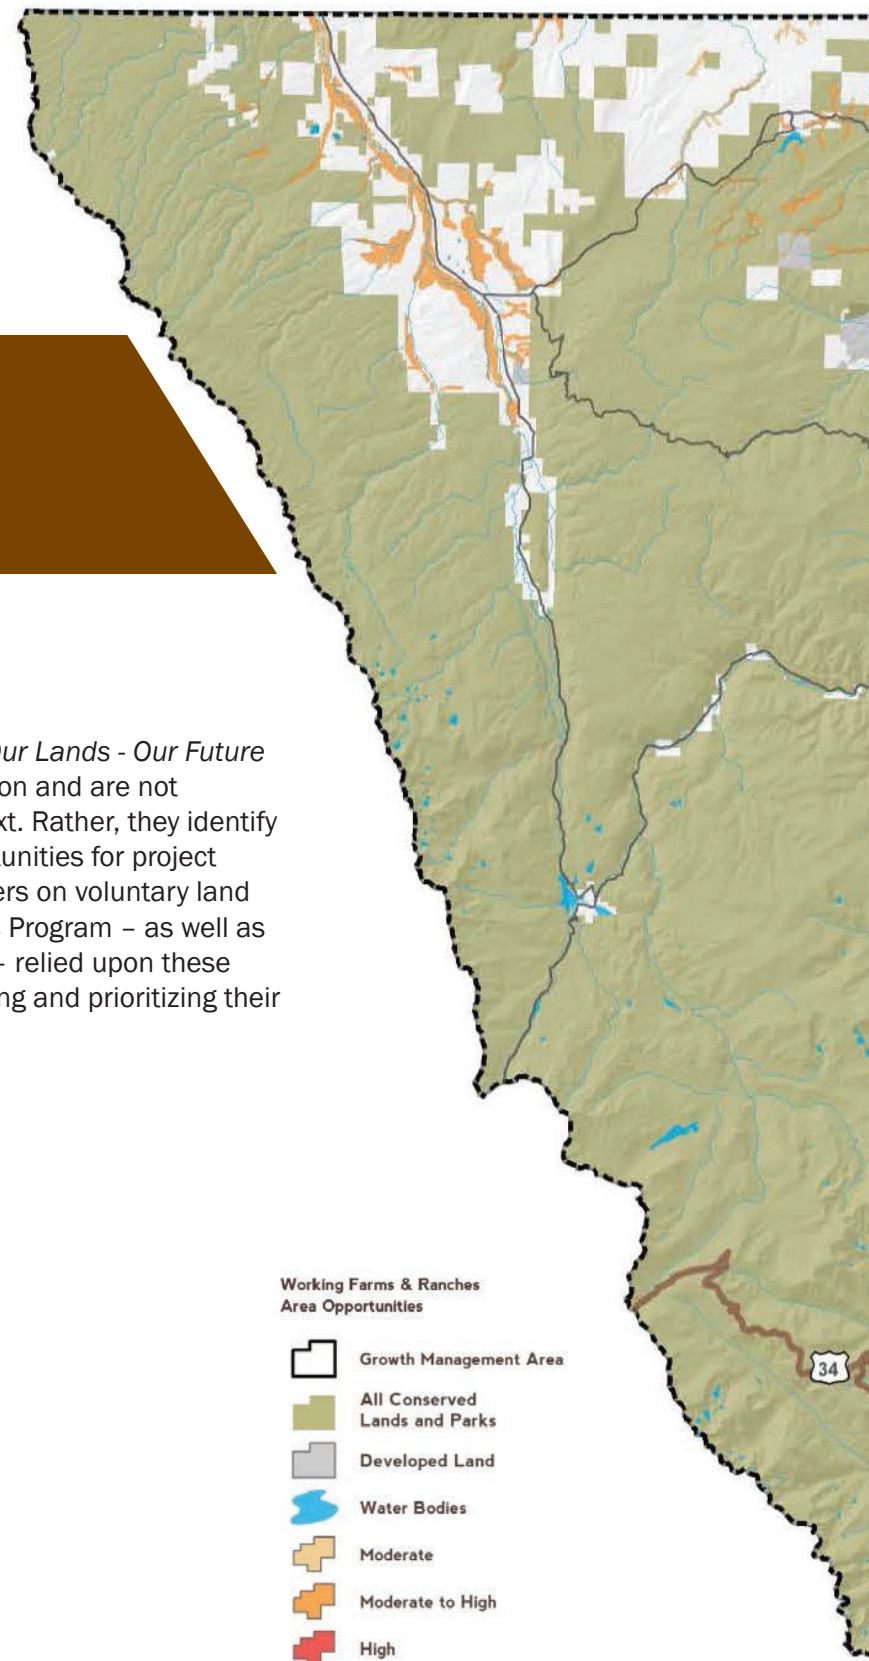 ur Lands - Our Future
on and are not
xt. Rather, they identify
tunities for project
ers on voluntary land
s Program – as well as
– relied upon these
ng and prioritizing their
34
Working Farms & Ranches
Area Opportunities
Growth Management Area
All Conserved
Lands and Parks
Developed Land
Water Bodies
Moderate
Moderate to High
High